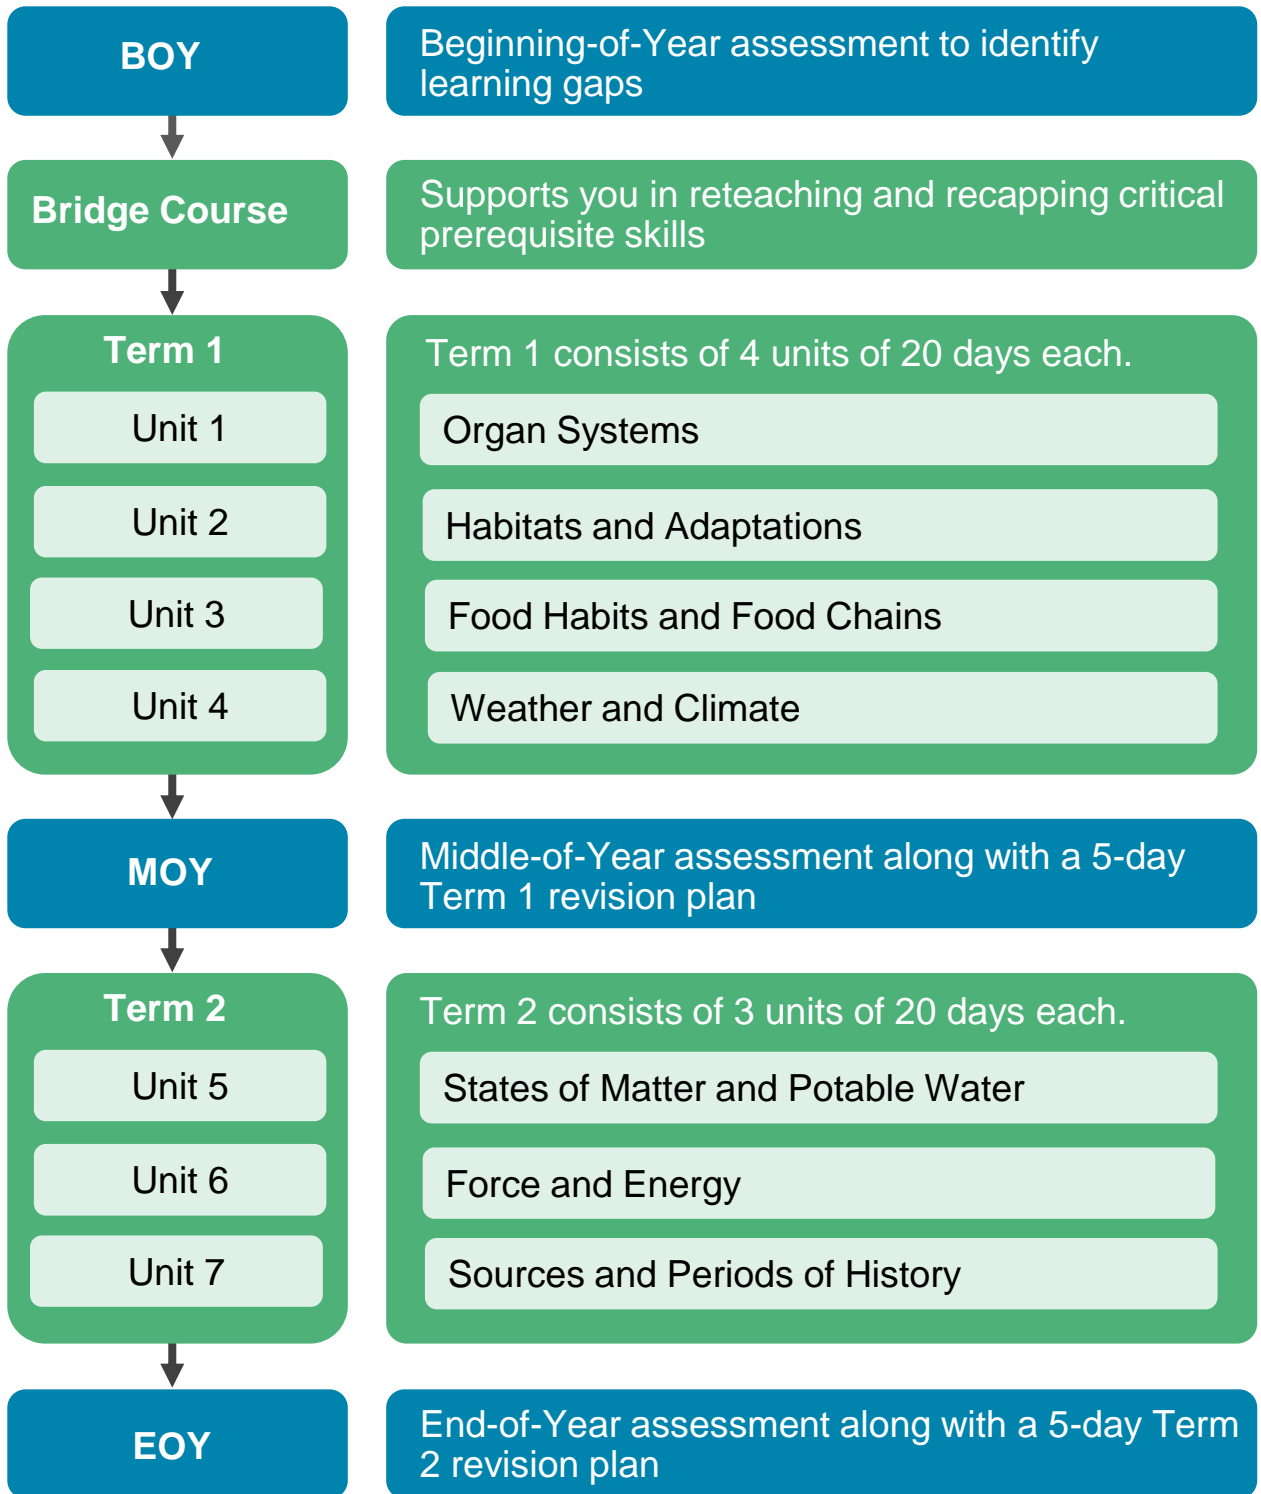 BOY
Beginning-of-Year assessment to identify
learning gaps
Bridge Course
Supports you in reteaching and recapping critical
prerequisite skills
Term 1
Term 1 consists of 4 units of 20 days each.
Unit 1
Organ Systems
Unit 2
Habitats and Adaptations
Unit 3
Food Habits and Food Chains
Unit 4
Weather and Climate
MOY
Middle-of-Year assessment along with a 5-day
Term 1 revision plan
Term 2
Term 2 consists of 3 units of 20 days each.
Unit 5
States of Matter and Potable Water
Unit 6
Force and Energy
Unit 7
Sources and Periods of History
EOY
End-of-Year assessment along with a 5-day Term
2 revision plan